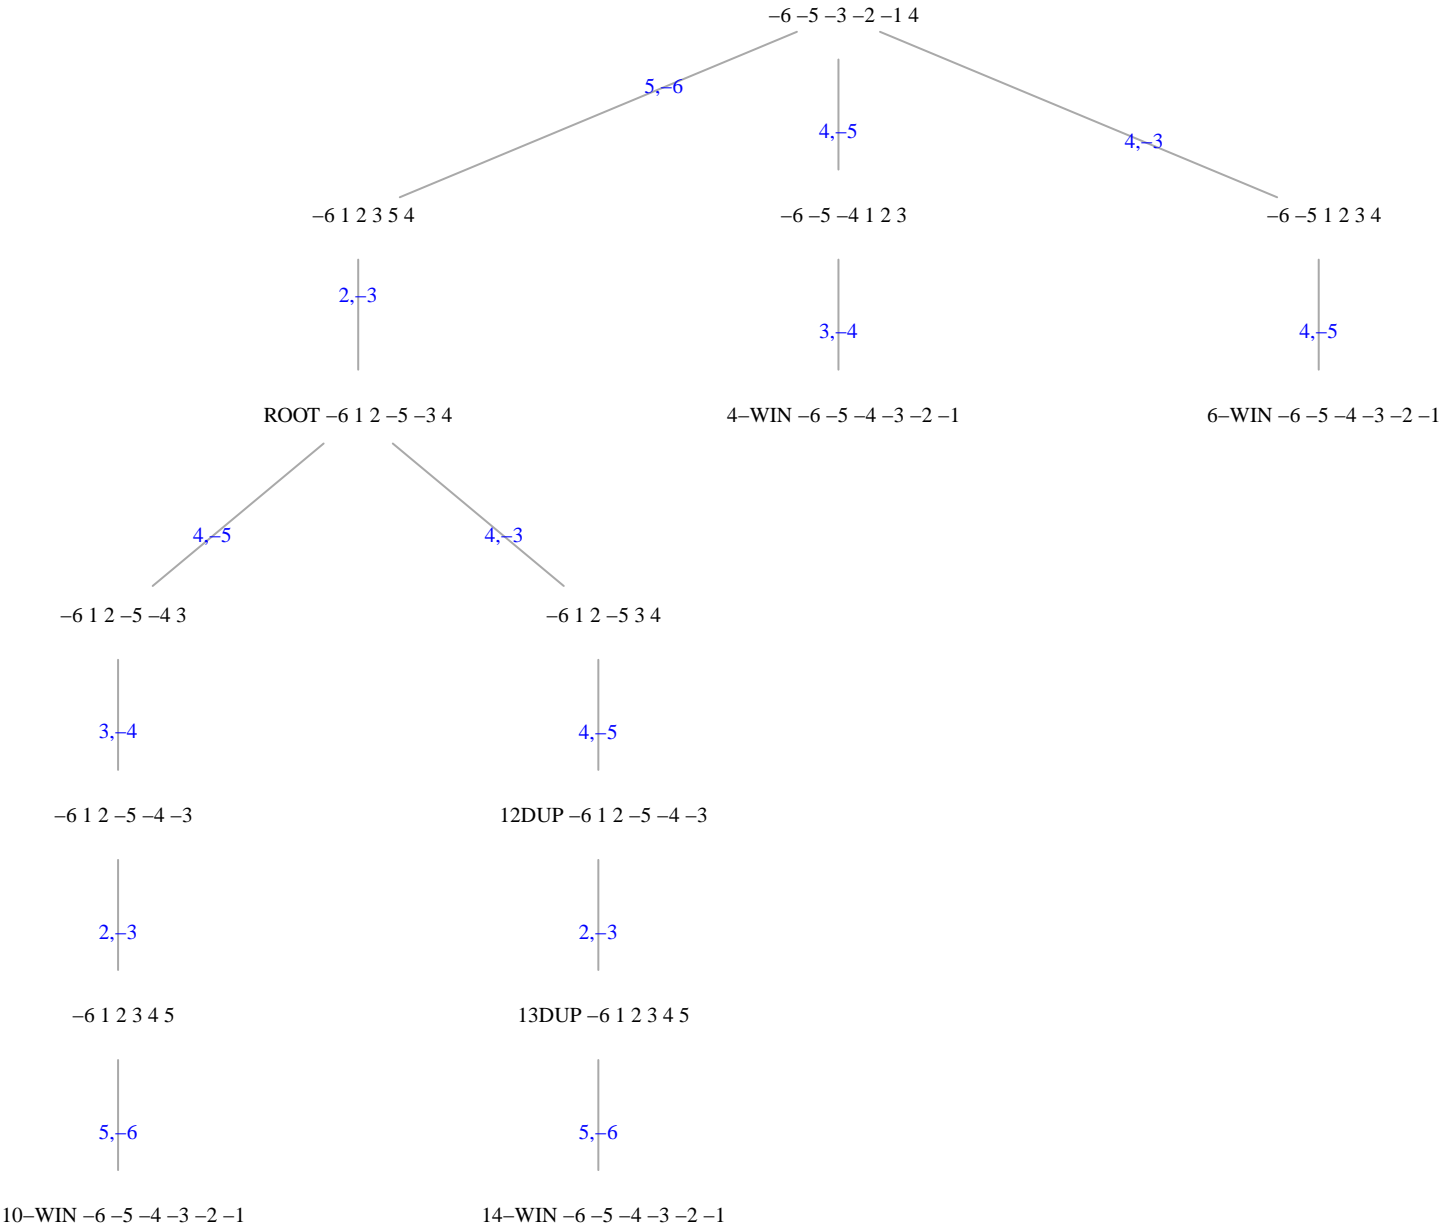 −6 −5 −3 −2 −1 4
5,−6
4,−5
4,−3
−6 1 2 3 5 4
−6 −5 −4 1 2 3
−6 −5 1 2 3 4
2,−3
3,−4
4,−5
ROOT −6 1 2 −5 −3 4
4−WIN −6 −5 −4 −3 −2 −1
6−WIN −6 −5 −4 −3 −2 −1
4,−5
4,−3
−6 1 2 −5 −4 3
−6 1 2 −5 3 4
3,−4
4,−5
−6 1 2 −5 −4 −3
12DUP −6 1 2 −5 −4 −3
2,−3
2,−3
−6 1 2 3 4 5
13DUP −6 1 2 3 4 5
5,−6
5,−6
10−WIN −6 −5 −4 −3 −2 −1
14−WIN −6 −5 −4 −3 −2 −1